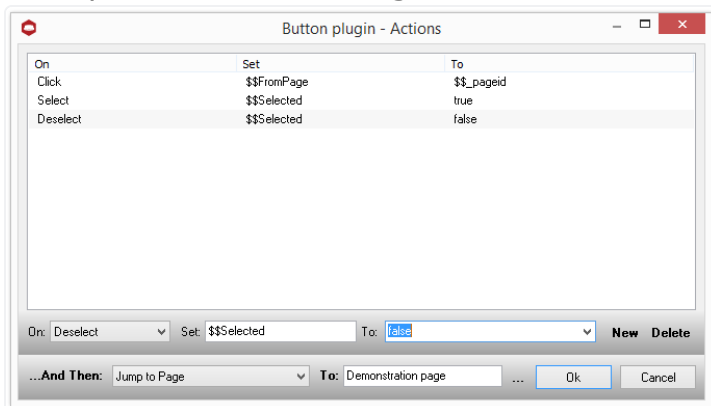 Button plugin - Actions
On Set To
Click $$FromPage $$_pageid
Select $$Selected true
Deselect $$Selected false
On: Deselect Set: $$Selected To: false New Delete
...And Then: Jump to Page To: Demonstration page ... Ok Cancel